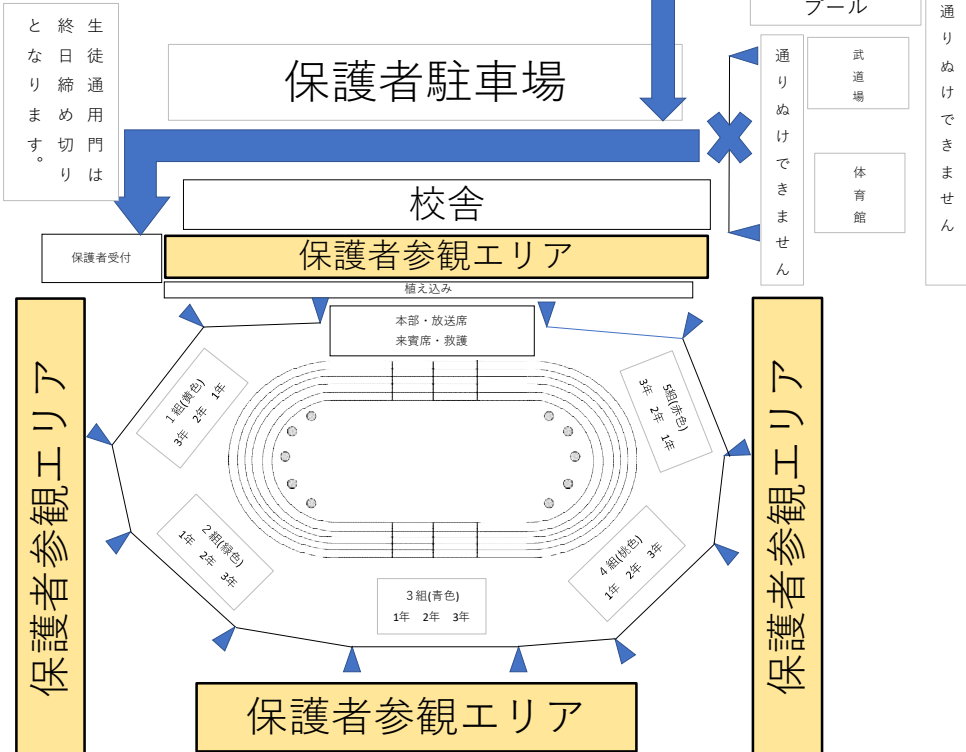 生徒通用門は
終日締め切り
となります。
保護者駐車場
プール
通りぬけできません
武道場
体育館
通りぬけできません
校舎
保護者受付
保護者参観エリア
植え込み
本部・放送席
来賓席・救護
保護者参観エリア
1組(黄色)
3年 2年 1年
5組(赤色)
3年 2年 1年
保護者参観エリア
2組(緑色)
1年 2年 3年
3組(青色)
1年 2年 3年
4組(桃色)
1年 2年 3年
保護者参観エリア